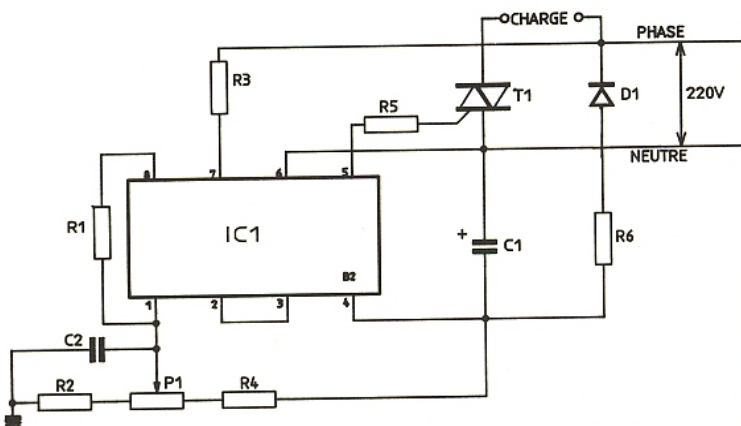 CHARGE
PHASE
R3
T1
D1
220V
R5
NEUTRE
8 7 6 5
R1
IC1
+ C1
R6
B2
1 2 3 4
C2
R2 P1 R4